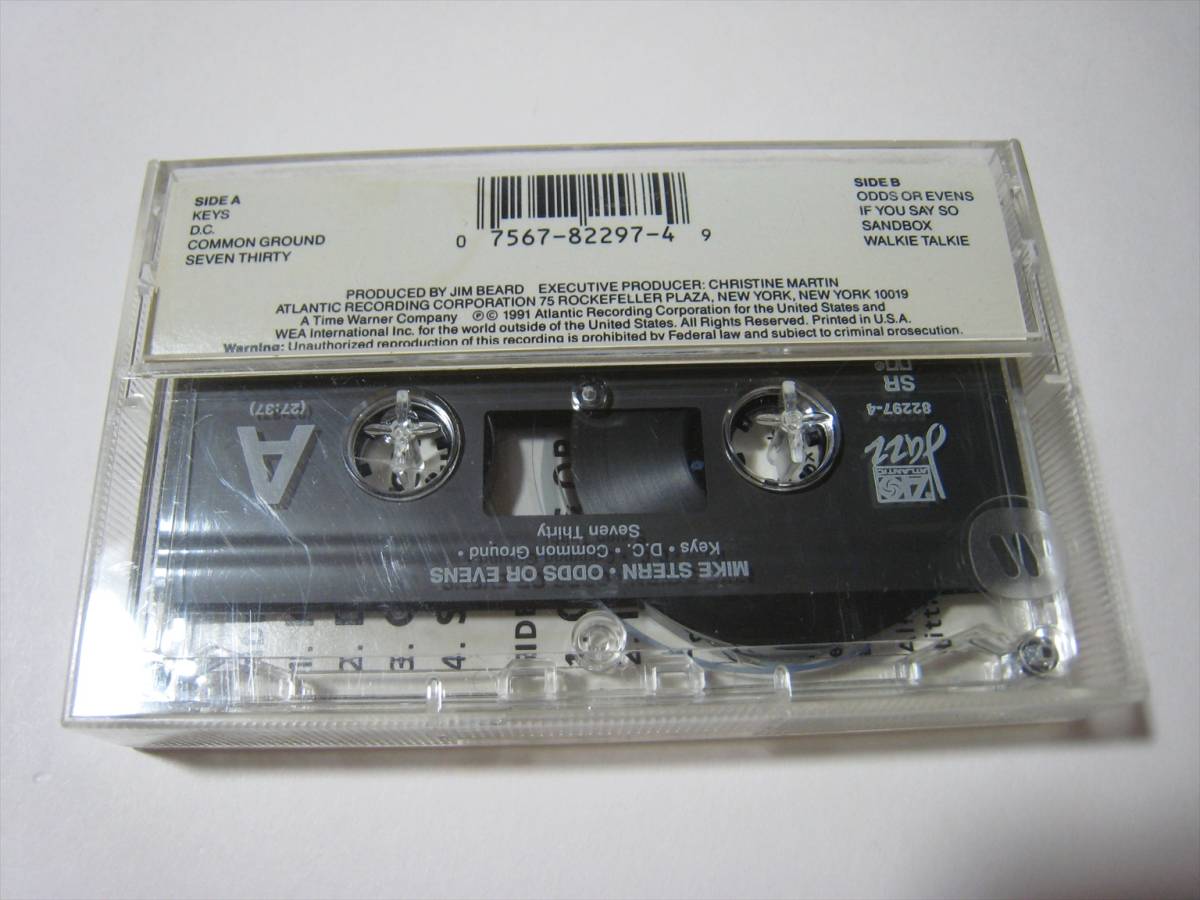 SIDE A
KEYS
D.C.
COMMON GROUND
SEVEN THIRTY
0 7567-82297-4 9
SIDE B
ODDS OR EVENS
IF YOU SAY SO
SANDBOX
WALKIE TALKIE
PRODUCED BY JIM BEARD EXECUTIVE PRODUCER: CHRISTINE MARTIN
ATLANTIC RECORDING CORPORATION 75 ROCKEFELLER PLAZA, NEW YORK, NEW YORK 10019
A Time Warner Company ℗© 1991 Atlantic Recording Corporation for the United States and
WEA International Inc. for the world outside of the United States. All Rights Reserved. Printed in U.S.A.
Warning: Unauthorized reproduction of this recording is prohibited by Federal law and subject to criminal prosecution.
MIKE STERN • ODDS OR EVENS
Keys • D.C. • Common Ground •
Seven Thirty
A
(27:37)
ATLANTIC
Jazz
82297-4
SR
1.
2.
3.
4. S